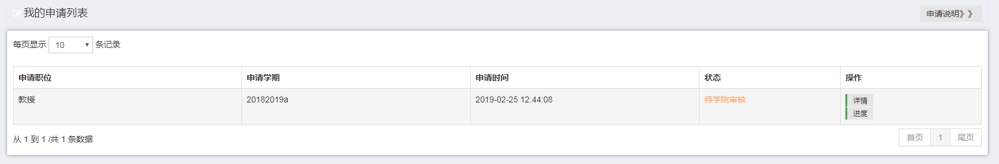 我的申请列表
申请说明》》
每页显示 10 条记录
申请职位 申请学期 申请时间 状态 操作
教授 20182019a 2019-02-25 12:44:08 待学院审核 详情
进度
从 1 到 1 /共 1 条数据
首页 1 尾页